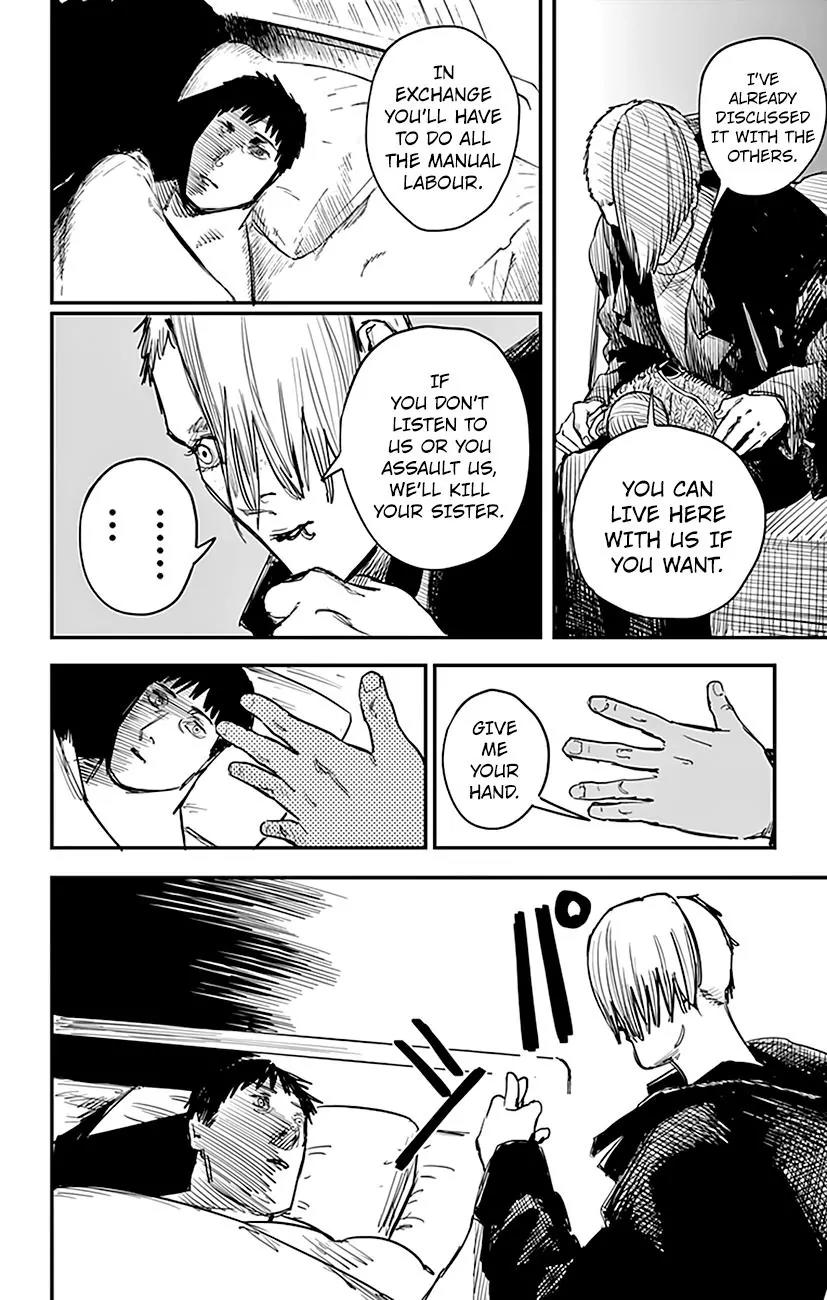 I'VE
ALREADY
DISCUSSED
IT WITH THE
OTHERS.
YOU CAN
LIVE HERE
WITH US IF
YOU WANT.
IN
EXCHANGE
YOU'LL HAVE
TO DO ALL
THE MANUAL
LABOUR.
IF
YOU DON'T
LISTEN TO
US OR YOU
ASSAULT US,
WE'LL KILL
YOUR SISTER.
GIVE
ME
YOUR
HAND.
パン